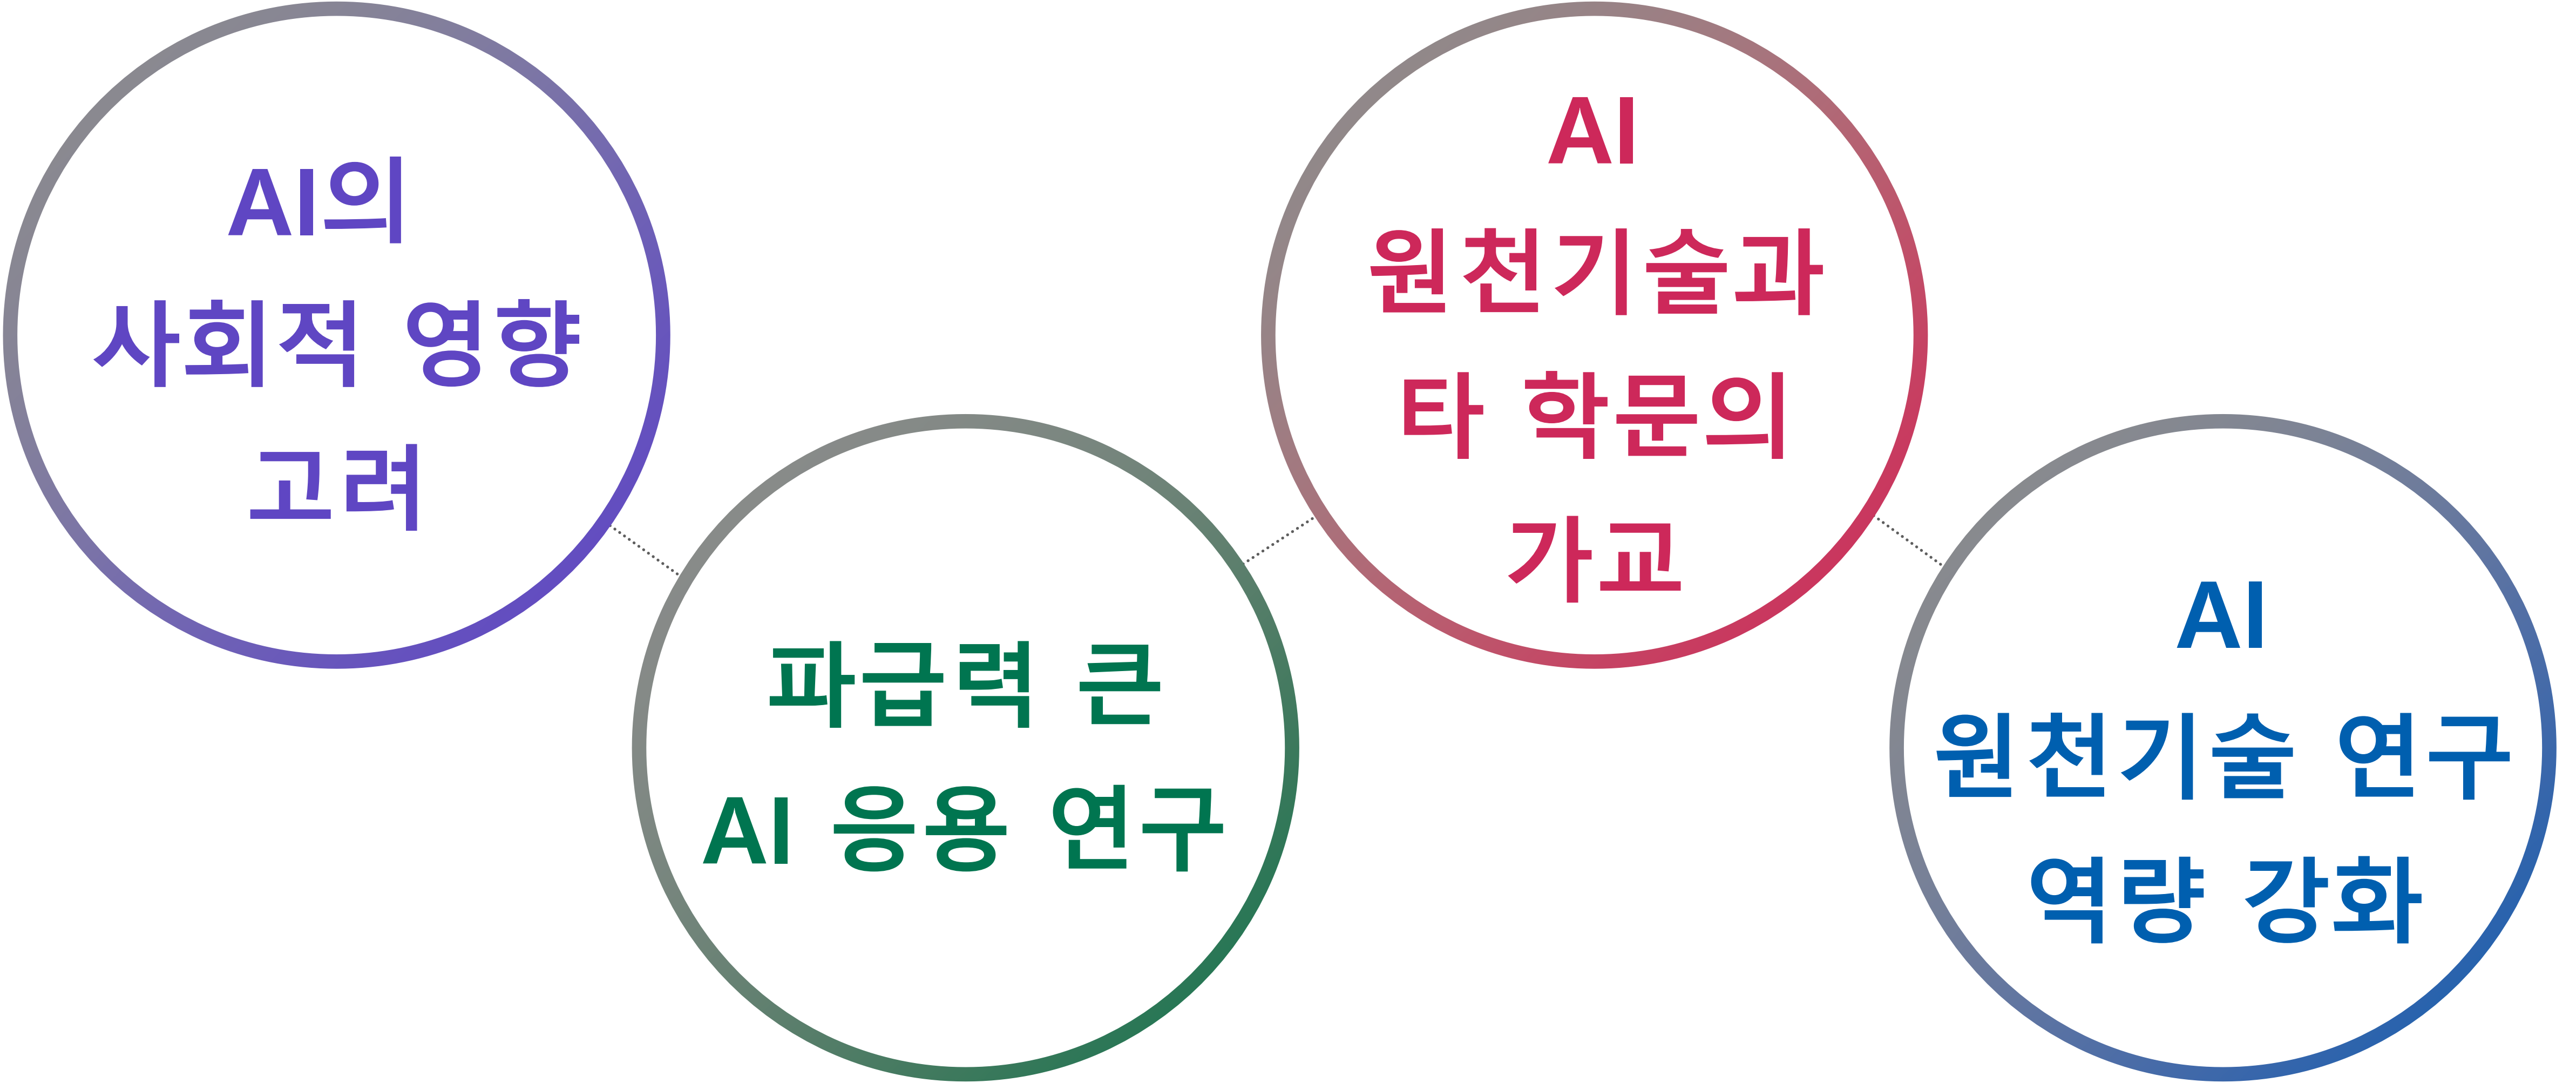 AI의
사회적 영향
고려
파급력 큰
AI 응용 연구
AI
원천기술과
타 학문의
가교
AI
원천기술 연구
역량 강화